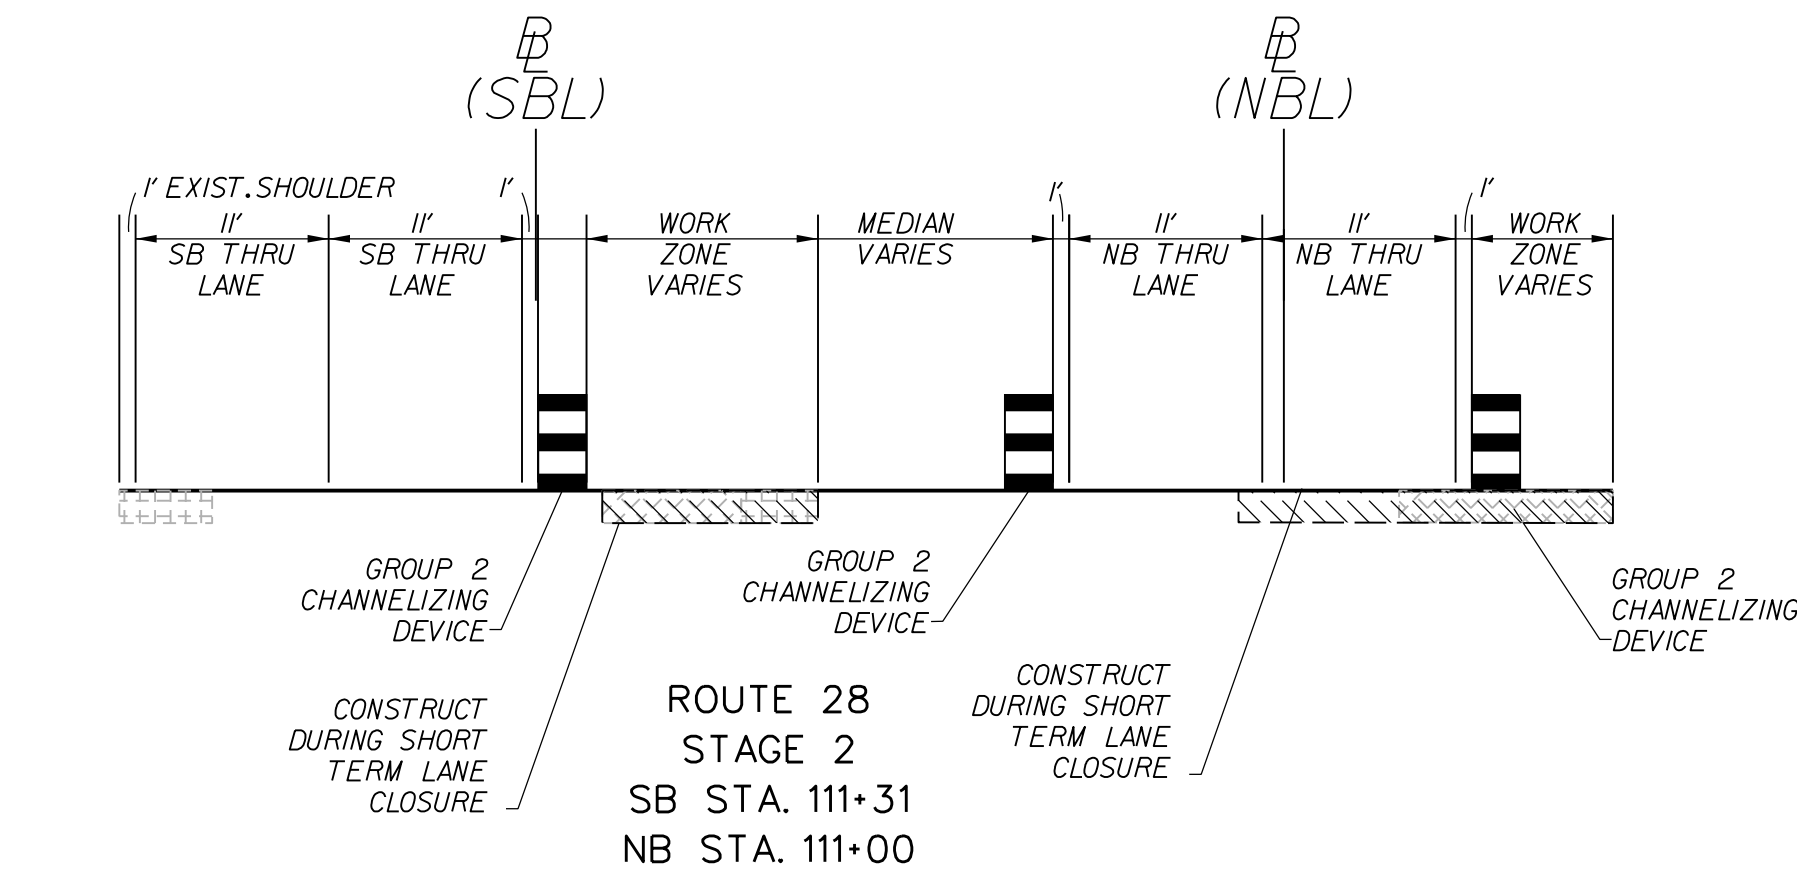 BL
(SBL)
BL
(NBL)
1' EXIST. SHOULDER
1'
1'
1'
11'
SB THRU
LANE
11'
SB THRU
LANE
WORK
ZONE
VARIES
MEDIAN
VARIES
11'
NB THRU
LANE
11'
NB THRU
LANE
WORK
ZONE
VARIES
GROUP 2
CHANNELIZING
DEVICE
GROUP 2
CHANNELIZING
DEVICE
GROUP 2
CHANNELIZING
DEVICE
CONSTRUCT
DURING SHORT
TERM LANE
CLOSURE
CONSTRUCT
DURING SHORT
TERM LANE
CLOSURE
ROUTE 28
STAGE 2
SB STA. 111+31
NB STA. 111+00